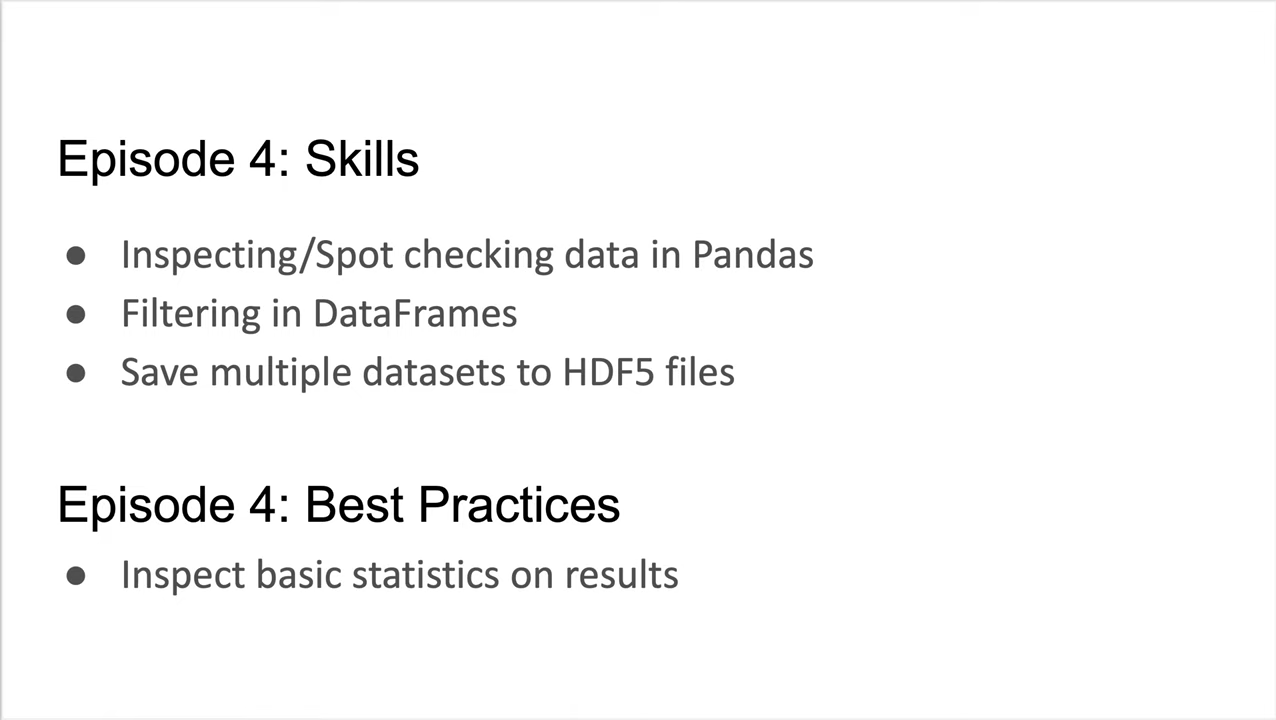 Episode 4: Skills
● Inspecting/Spot checking data in Pandas
● Filtering in DataFrames
● Save multiple datasets to HDF5 files
Episode 4: Best Practices
● Inspect basic statistics on results